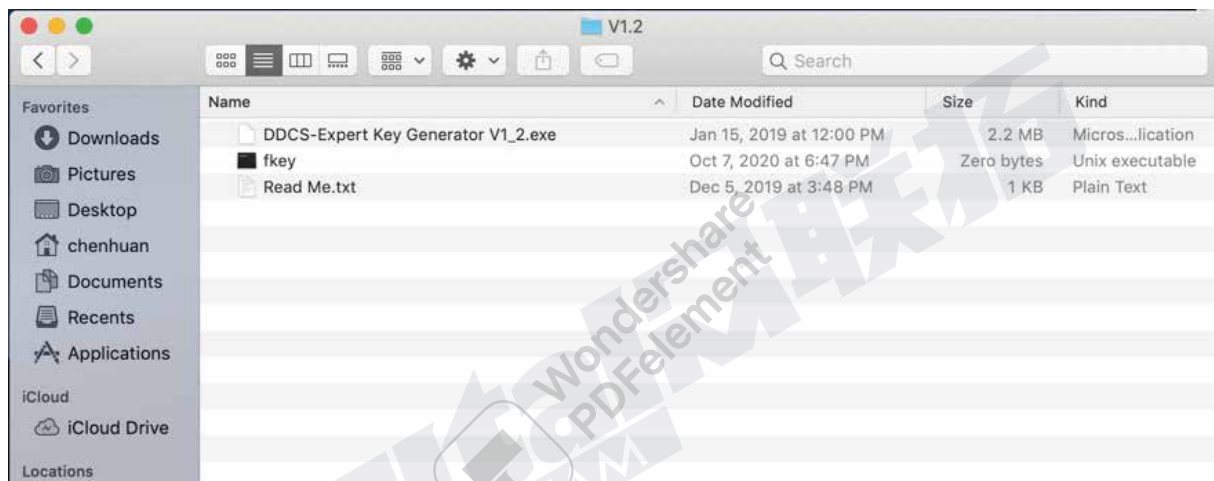 V1.2
Search
Favorites
Downloads
Pictures
Desktop
chenhuan
Documents
Recents
Applications
iCloud
iCloud Drive
Locations
Name Date Modified Size Kind
DDCS-Expert Key Generator V1_2.exe Jan 15, 2019 at 12:00 PM 2.2 MB Micros...lication
fkey Oct 7, 2020 at 6:47 PM Zero bytes Unix executable
Read Me.txt Dec 5, 2019 at 3:48 PM 1 KB Plain Text
Wondershare
PDFelement
联拓